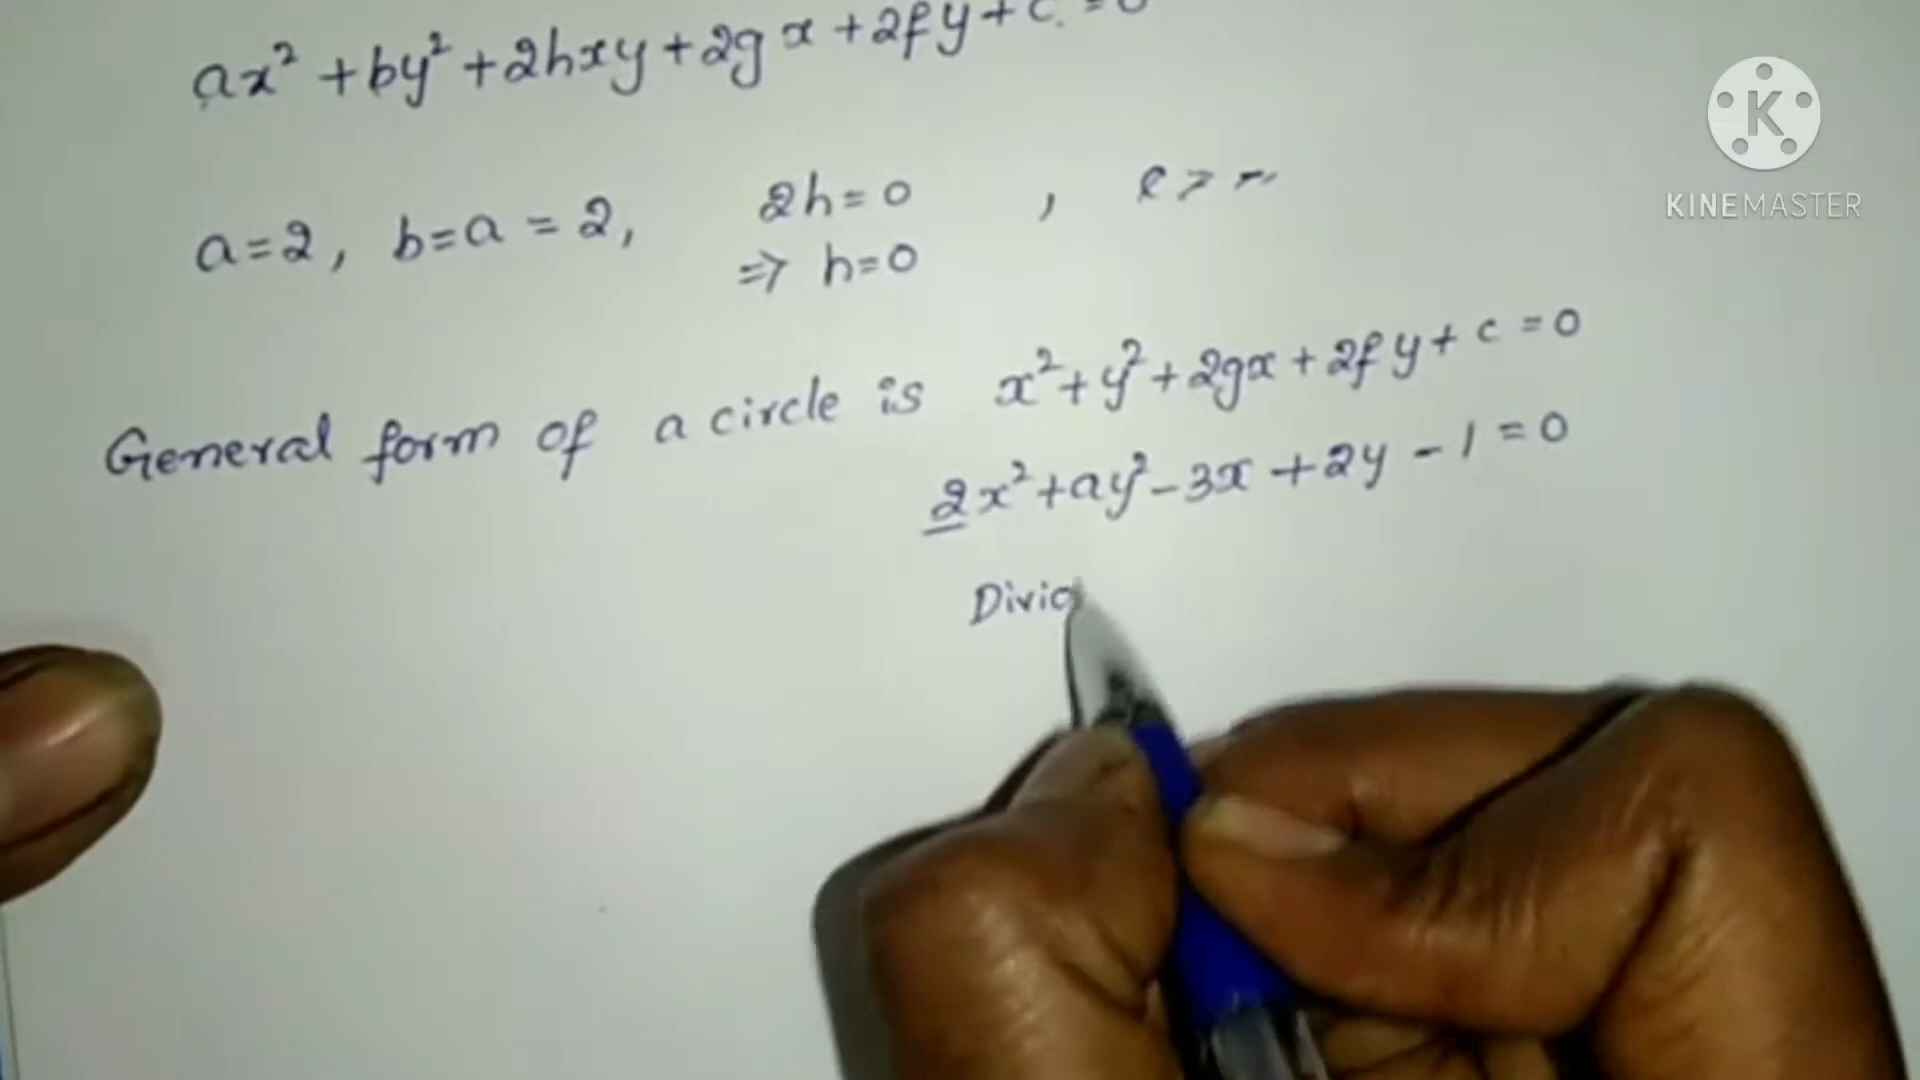 ax² + by² + 2hxy + 2gx + 2fy + c = 0
K
KINEMASTER
a=2, b=a=2, 2h=0 ,
⇒ h=0
General form of a circle is x² + y² + 2gx + 2fy + c = 0
2x² + ay² - 3x + 2y - 1 = 0